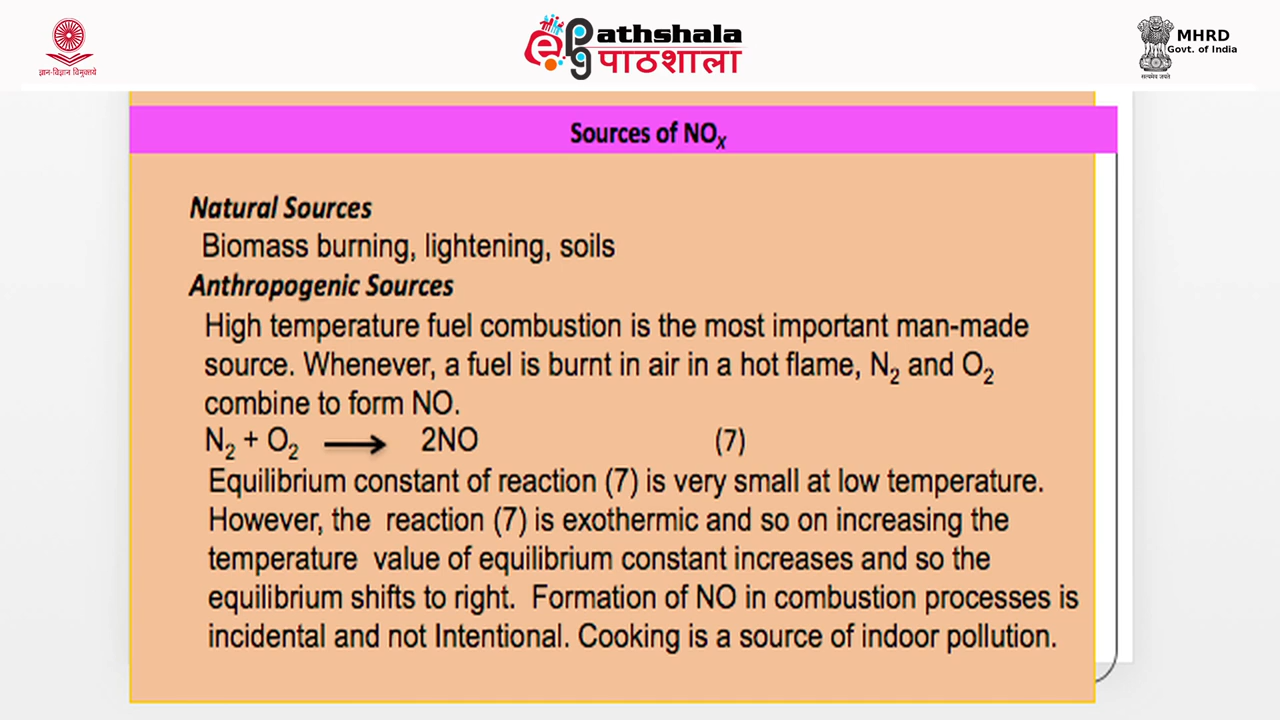 ज्ञान-विज्ञान विमुक्तये
ePathshala
पाठशाला
MHRD
Govt. of India
सत्यमेव जयते
Sources of NOX
Natural Sources
Biomass burning, lightening, soils
Anthropogenic Sources
High temperature fuel combustion is the most important man-made
source. Whenever, a fuel is burnt in air in a hot flame, N2 and O2
combine to form NO.
N2 + O2 ⟶ 2NO (7)
Equilibrium constant of reaction (7) is very small at low temperature.
However, the reaction (7) is exothermic and so on increasing the
temperature value of equilibrium constant increases and so the
equilibrium shifts to right. Formation of NO in combustion processes is
incidental and not Intentional. Cooking is a source of indoor pollution.